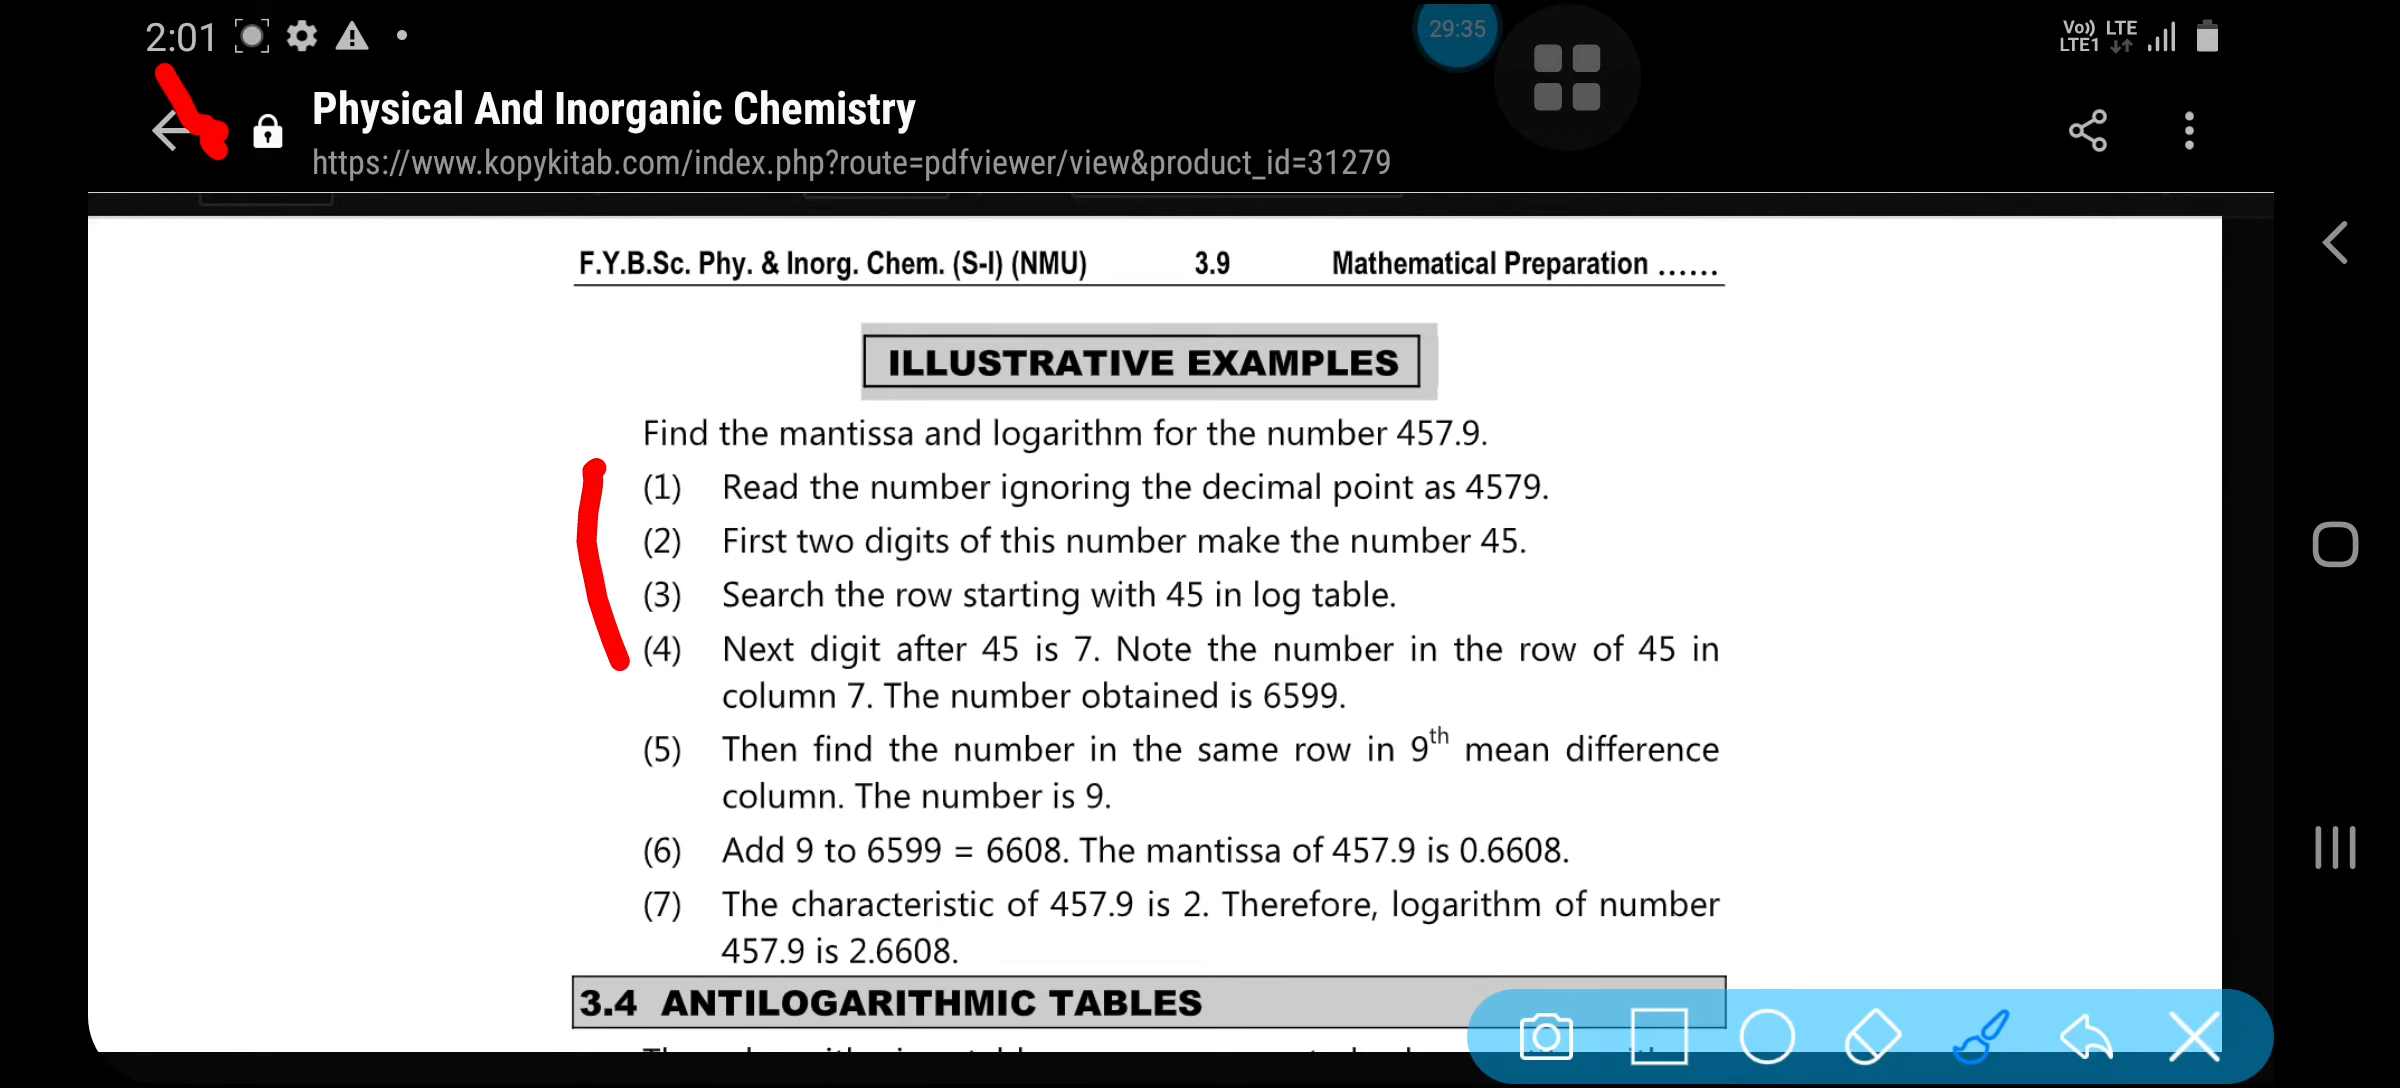 2:01
29:35
Vo)) LTE
LTE1
Physical And Inorganic Chemistry
https://www.kopykitab.com/index.php?route=pdfviewer/view&product_id=31279
F.Y.B.Sc. Phy. & Inorg. Chem. (S-I) (NMU) 3.9 Mathematical Preparation ......
ILLUSTRATIVE EXAMPLES
Find the mantissa and logarithm for the number 457.9.
(1) Read the number ignoring the decimal point as 4579.
(2) First two digits of this number make the number 45.
(3) Search the row starting with 45 in log table.
(4) Next digit after 45 is 7. Note the number in the row of 45 in
column 7. The number obtained is 6599.
(5) Then find the number in the same row in 9th mean difference
column. The number is 9.
(6) Add 9 to 6599 = 6608. The mantissa of 457.9 is 0.6608.
(7) The characteristic of 457.9 is 2. Therefore, logarithm of number
457.9 is 2.6608.
3.4 ANTILOGARITHMIC TABLES